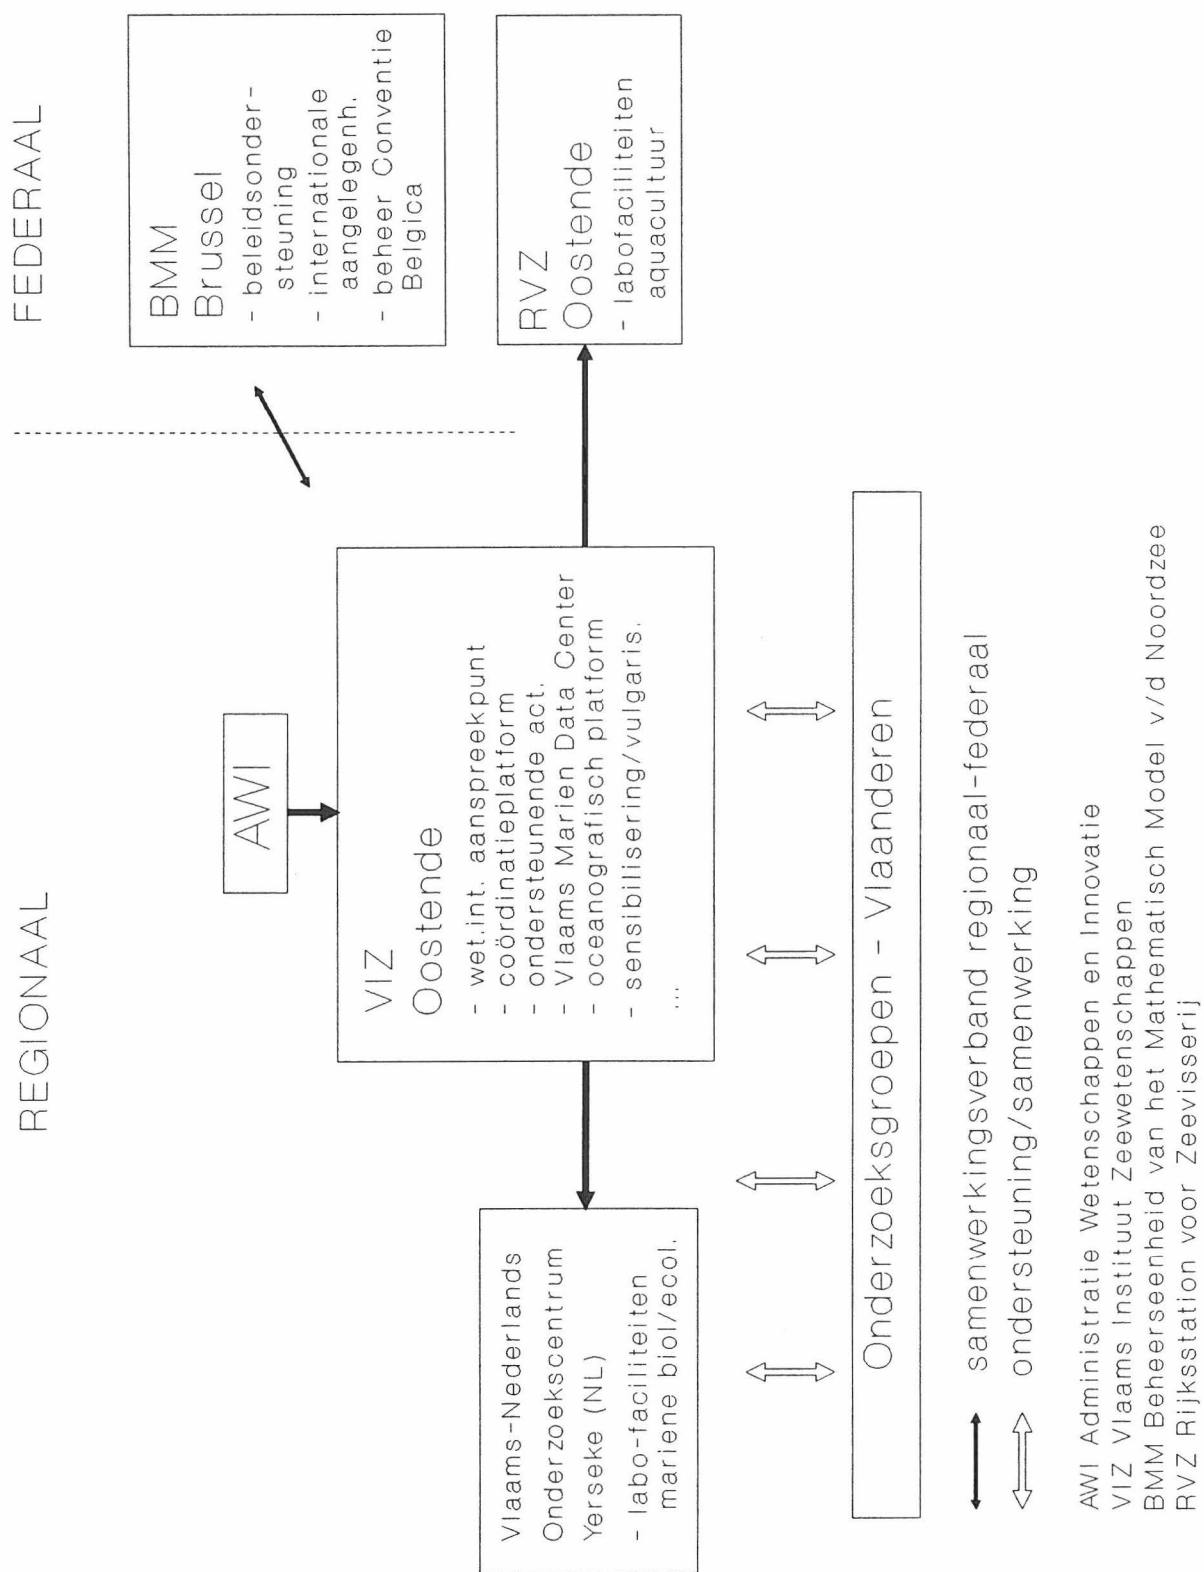 REGIONAAL
FEDERAAL
AWI
BMM
Brussel
- beleidsonder-
steuning
- internationale
aangelegenh.
- beheer Conventie
Belgica
VIZ
Oostende
- wet.int. aanspreekpunt
- coördinatieplatform
- ondersteunende act.
- Vlaams Marien Data Center
- oceanografisch platform
- sensibilisering/vulgaris.
...
Vlaams-Nederlands
Onderzoekscentrum
Yerseke (NL)
- labo-faciliteiten
mariene biol/ecol.
RVZ
Oostende
- labofaciliteiten
aquacultuur
Onderzoeksgroepen - Vlaanderen
samenwerkingsverband regionaal-federaal
ondersteuning/samenwerking
AWI Administratie Wetenschappen en Innovatie
VIZ Vlaams Instituut Zeewetenschappen
BMM Beheerseenheid van het Mathematisch Model v/d Noordzee
RVZ Rijksstation voor Zeevisserij